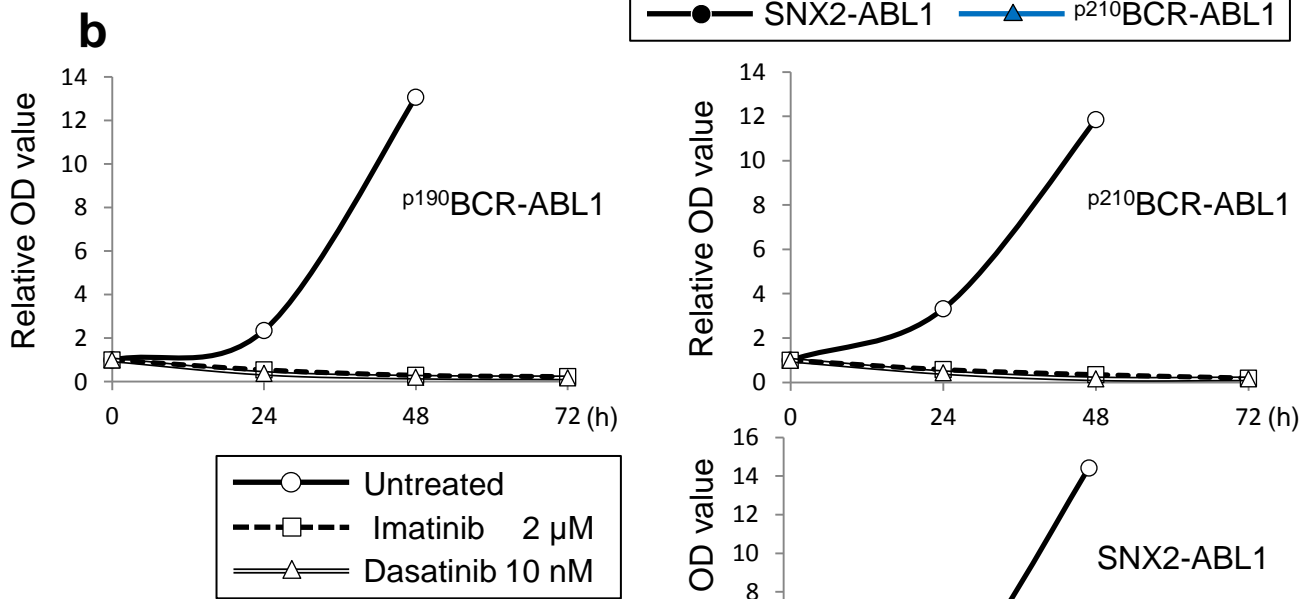 SNX2-ABL1 p210BCR-ABL1
b
Relative OD value
14
12
10
8
6
4
2
0
0 24 48 72 (h)
p190BCR-ABL1
Relative OD value
14
12
10
8
6
4
2
0
0 24 48 72 (h)
p210BCR-ABL1
Untreated
Imatinib 2 µM
Dasatinib 10 nM
OD value
16
14
12
10
8
SNX2-ABL1